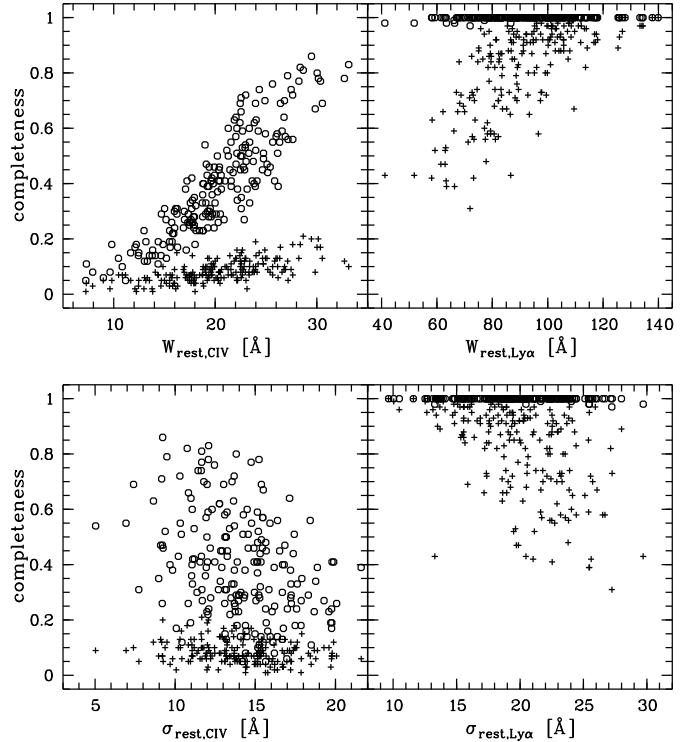 1
0.8
0.6
0.4
0.2
0
completeness
10 20 30 40 60 80 100 120 140
W_rest,CIV [Å] W_rest,Lyα [Å]
1
0.8
0.6
0.4
0.2
0
completeness
5 10 15 20 10 15 20 25 30
σ_rest,CIV [Å] σ_rest,Lyα [Å]